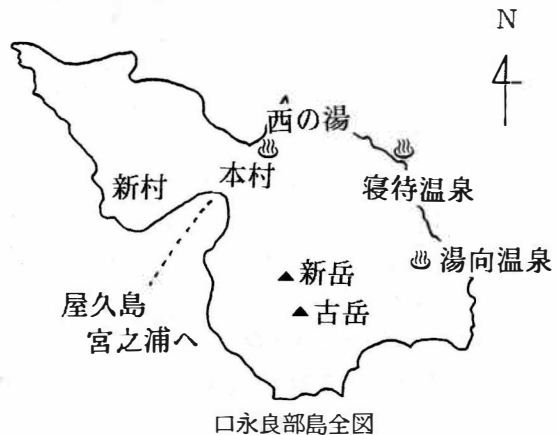 N
西の湯
本村
新村
寝待温泉
湯向温泉
新岳
古岳
屋久島
宮之浦へ
口永良部島全図